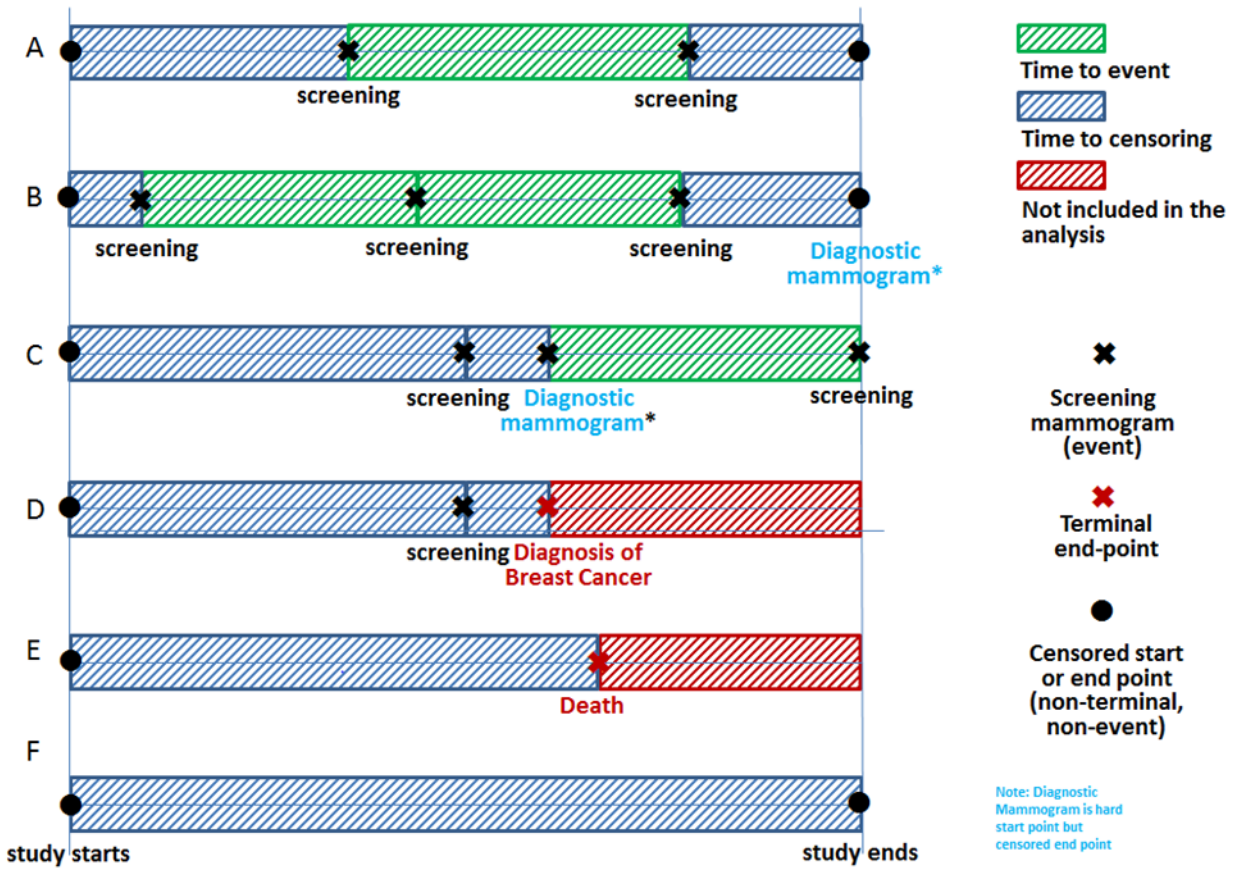 A
screening
screening
B
screening
screening
screening
Diagnostic
mammogram*
C
screening
Diagnostic
mammogram*
screening
D
screening
Diagnosis of
Breast Cancer
E
Death
F
study starts
study ends
Time to event
Time to censoring
Not included in the
analysis
Screening
mammogram
(event)
Terminal
end-point
Censored start
or end point
(non-terminal,
non-event)
Note: Diagnostic
Mammogram is hard
start point but
censored end point